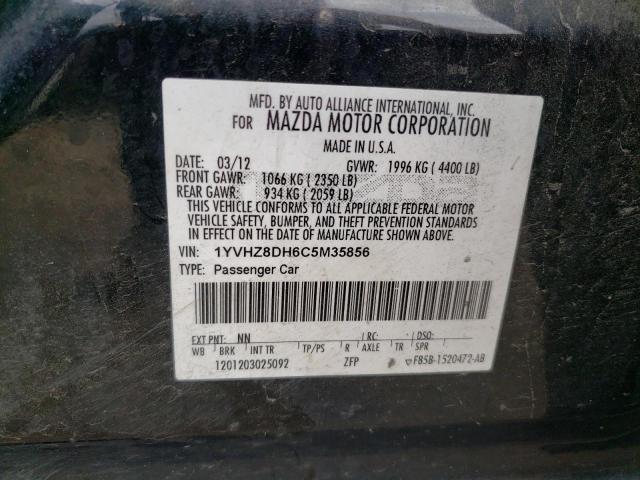 MFD. BY AUTO ALLIANCE INTERNATIONAL, INC.
FOR MAZDA MOTOR CORPORATION
MADE IN U.S.A.
DATE: 03/12 GVWR: 1996 KG ( 4400 LB)
FRONT GAWR: 1066 KG ( 2350 LB)
REAR GAWR: 934 KG ( 2059 LB)
THIS VEHICLE CONFORMS TO ALL APPLICABLE FEDERAL MOTOR
VEHICLE SAFETY, BUMPER, AND THEFT PREVENTION STANDARDS
IN EFFECT ON THE DATE OF MANUFACTURE SHOWN ABOVE.
VIN: 1YVHZ8DH6C5M35856
TYPE: Passenger Car
EXT PNT: NN RC: DSO:
WB BRK INT TR TP/PS R AXLE TR SPR
1201203025092 ZFP F85B-1520472-AB